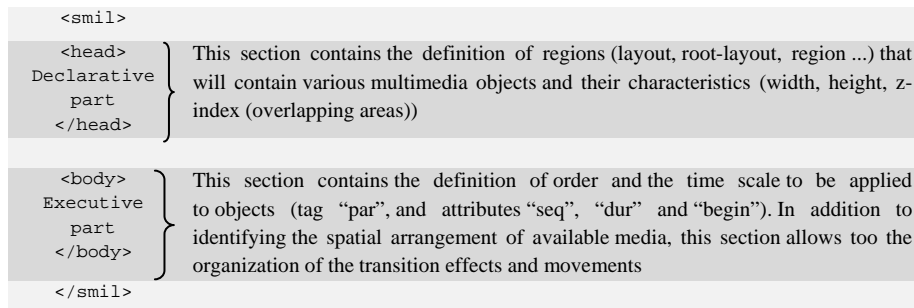 <smil>
<head>
Declarative
part
</head>
This section contains the definition of regions (layout, root-layout, region ...) that
will contain various multimedia objects and their characteristics (width, height, z-
index (overlapping areas))
<body>
Executive
part
</body>
This section contains the definition of order and the time scale to be applied
to objects (tag “par”, and attributes “seq”, “dur” and “begin”). In addition to
identifying the spatial arrangement of available media, this section allows too the
organization of the transition effects and movements
</smil>